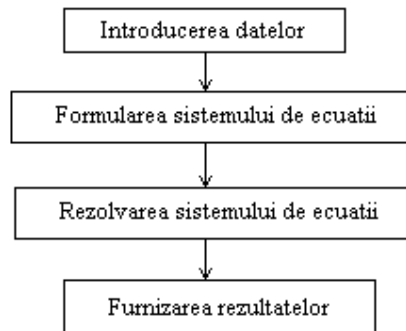 Introducerea datelor
Formularea sistemului de ecuatii
Rezolvarea sistemului de ecuatii
Furnizarea rezultatelor